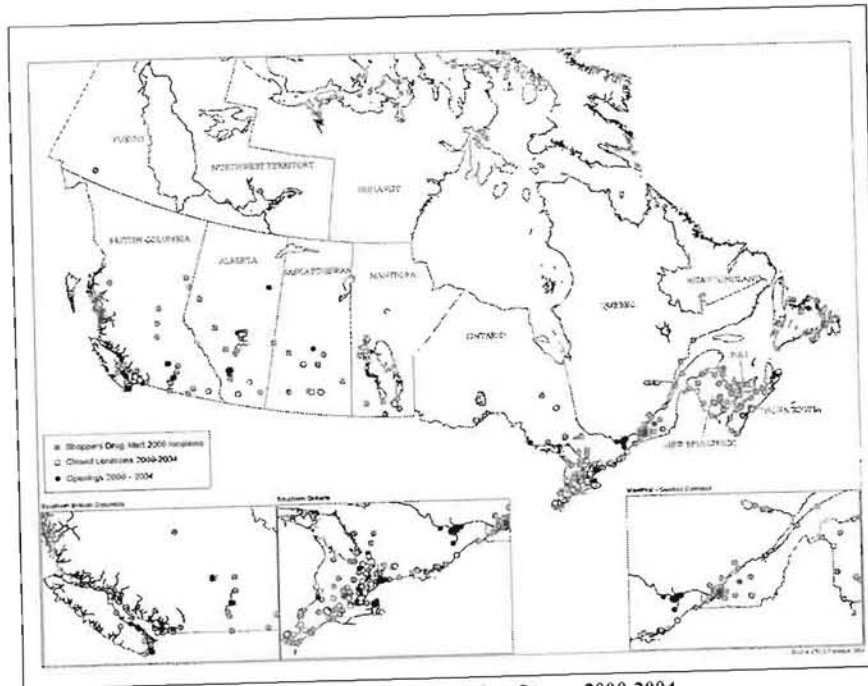 YUKON
NORTHWEST TERRITORY
NUNAVUT
BRITISH COLUMBIA
ALBERTA
SASKATCHEWAN
MANITOBA
NEWFOUNDLAND
QUEBEC
ONTARIO
P.E.I
NOVA SCOTIA
NEW BRUNSWICK
Shoppers Drug Mart 2000 locations
Closed Locations 2000-2004
Openings 2000 - 2004
Southern British Columbia
Southern Ontario
Montreal - Quebec Corridor
2000-2004